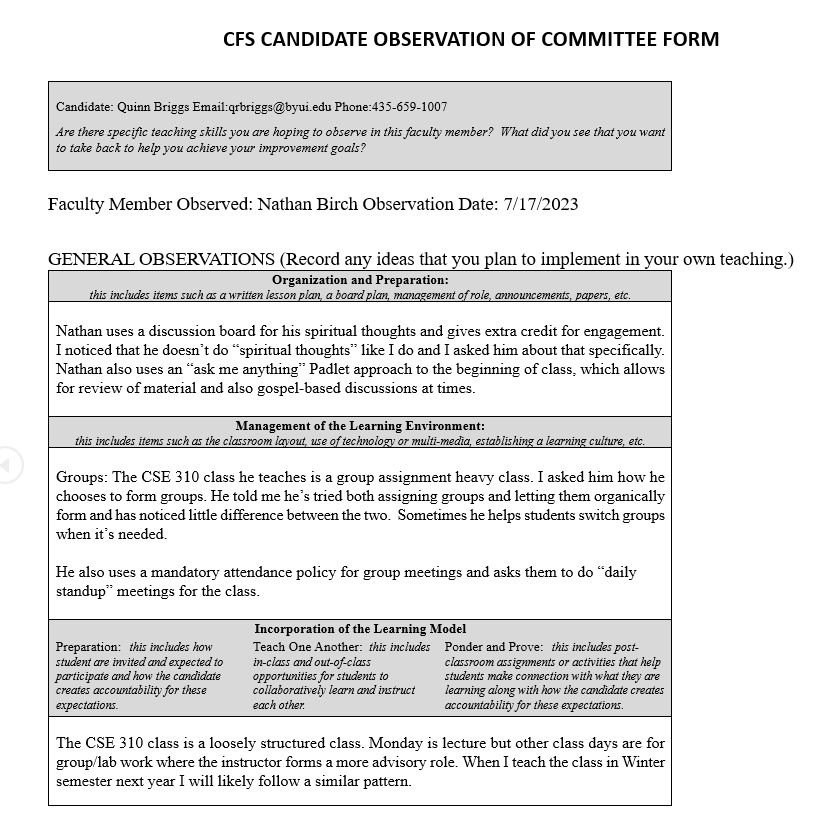 CFS CANDIDATE OBSERVATION OF COMMITTEE FORM
Candidate: Quinn Briggs Email:qrbriggs@byui.edu Phone:435-659-1007
Are there specific teaching skills you are hoping to observe in this faculty member?  What did you see that you want
to take back to help you achieve your improvement goals?
Faculty Member Observed: Nathan Birch Observation Date: 7/17/2023
GENERAL OBSERVATIONS (Record any ideas that you plan to implement in your own teaching.)
Organization and Preparation:
this includes items such as a written lesson plan, a board plan, management of role, announcements, papers, etc.
Nathan uses a discussion board for his spiritual thoughts and gives extra credit for engagement.
I noticed that he doesn’t do “spiritual thoughts” like I do and I asked him about that specifically.
Nathan also uses an “ask me anything” Padlet approach to the beginning of class, which allows
for review of material and also gospel-based discussions at times.
Management of the Learning Environment:
this includes items such as the classroom layout, use of technology or multi-media, establishing a learning culture, etc.
Groups: The CSE 310 class he teaches is a group assignment heavy class. I asked him how he
chooses to form groups. He told me he’s tried both assigning groups and letting them organically
form and has noticed little difference between the two.  Sometimes he helps students switch groups
when it’s needed.
He also uses a mandatory attendance policy for group meetings and asks them to do “daily
standup” meetings for the class.
Incorporation of the Learning Model
Preparation:  this includes how
student are invited and expected to
participate and how the candidate
creates accountability for these
expectations.
Teach One Another:  this includes
in-class and out-of-class
opportunities for students to
collaboratively learn and instruct
each other.
Ponder and Prove:  this includes post-
classroom assignments or activities that help
students make connection with what they are
learning along with how the candidate creates
accountability for these expectations.
The CSE 310 class is a loosely structured class. Monday is lecture but other class days are for
group/lab work where the instructor forms a more advisory role. When I teach the class in Winter
semester next year I will likely follow a similar pattern.